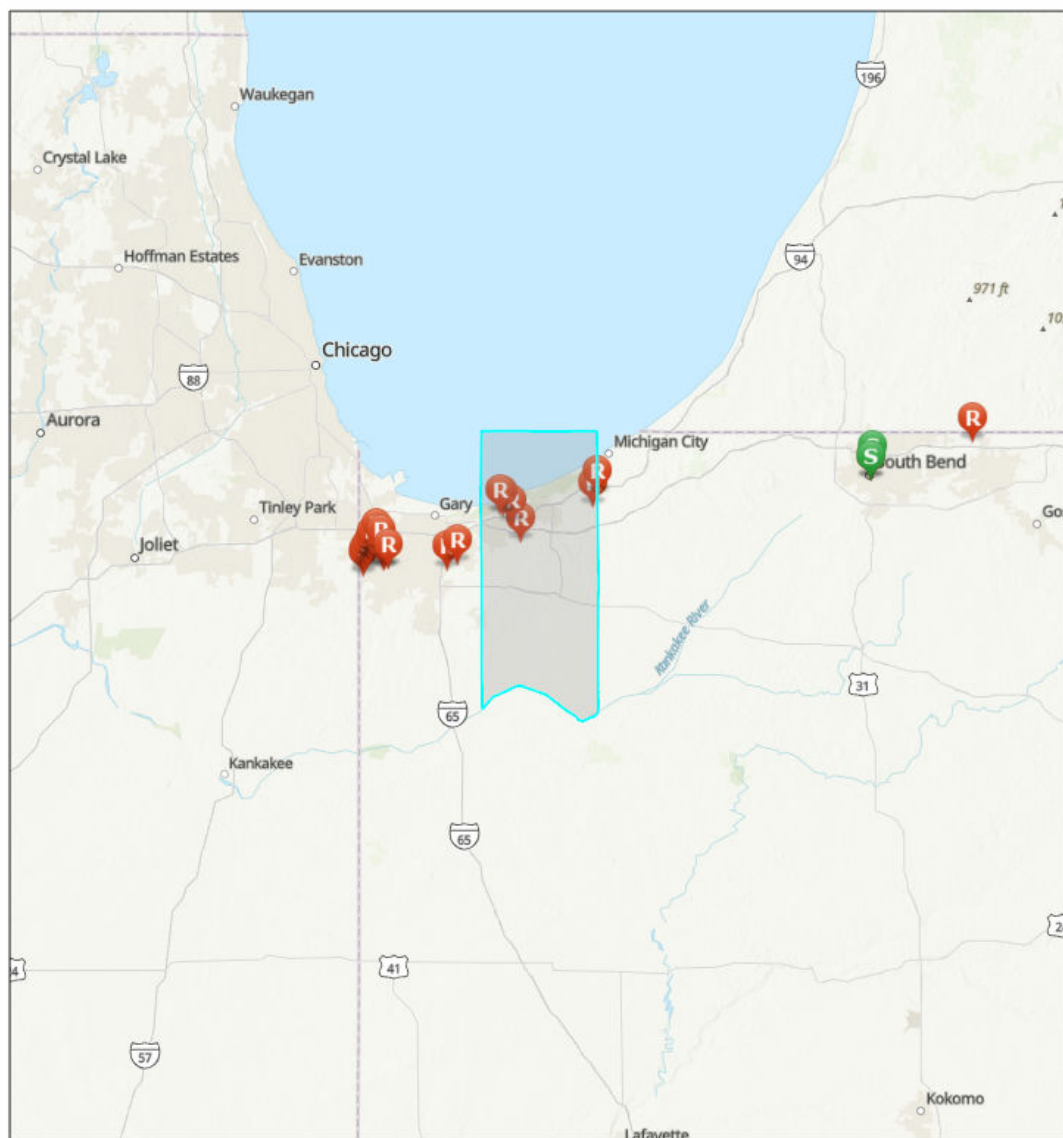 196
Waukegan
Crystal Lake
Hoffman Estates
Evanston
94
971 ft
Chicago
88
Aurora
R
Michigan City
S
South Bend
R
R
R
R
Tinley Park
Gary
R
R
R
Joliet
Kankakee River
31
65
Kankakee
65
41
57
Kokomo
Lafayette